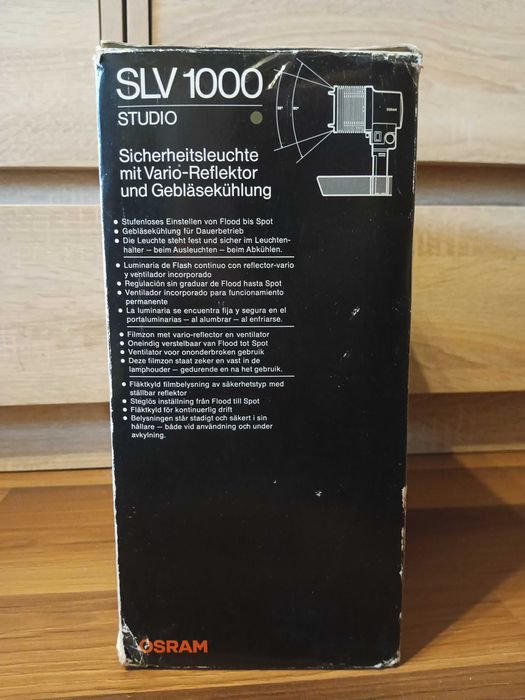 SLV 1000
STUDIO
Sicherheitsleuchte
mit Vario-Reflektor
und Gebläsekühlung
• Stufenloses Einstellen von Flood bis Spot
• Gebläsekühlung für Dauerbetrieb
• Die Leuchte steht fest und sicher im Leuchten-
halter – beim Ausleuchten – beim Abkühlen.
• Luminaria de Flash continuo con reflector-vario
y ventilador incorporado
• Regulación sin graduar de Flood hasta Spot
• Ventilador incorporado para funcionamiento
permanente
• La luminaria se encuentra fija y segura en el
portaluminarias – al alumbrar – al enfriarse.
• Filmzon met vario-reflector en ventilator
• Oneindig verstelbaar van Flood tot Spot
• Ventilator voor ononderbroken gebruik
• Deze filmzon staat zeker en vast in de
lamphouder – gedurende en na het gebruik.
• Fläktkyld filmbelysning av säkerhetstyp med
ställbar reflektor
• Steglös inställning från Flood till Spot
• Fläktkyld för kontinuerlig drift
• Belysningen står stadigt och säkert i sin
hållare – både vid användning och under
avkylning.
OSRAM